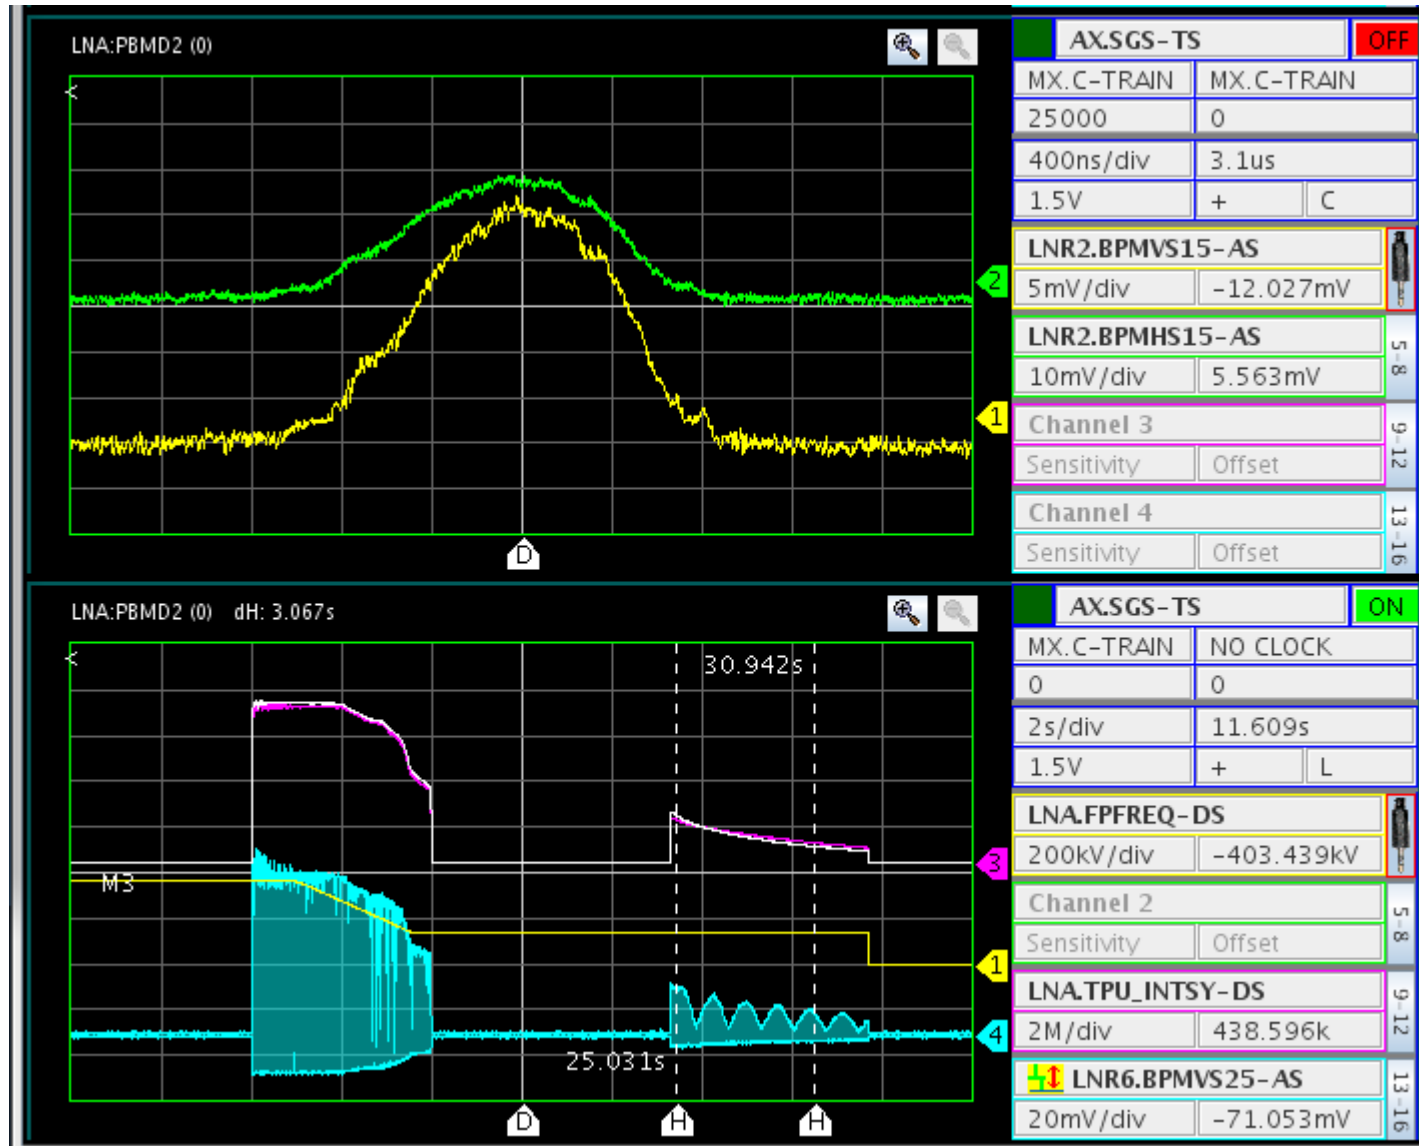 LNA:PBMD2 (0)
<
2
1
D
AX.SGS-TS OFF
MX.C-TRAIN MX.C-TRAIN
25000 0
400ns/div 3.1us
1.5V + C
LNR2.BPMVS15-AS
5mV/div -12.027mV
LNR2.BPMHS15-AS
10mV/div 5.563mV
5-8
Channel 3
Sensitivity Offset
9-12
Channel 4
Sensitivity Offset
13-16
LNA:PBMD2 (0) dH: 3.067s
<
30.942s
M3
3
1
4
25.031s
D H H
AX.SGS-TS ON
MX.C-TRAIN NO CLOCK
0 0
2s/div 11.609s
1.5V + L
LNA.FPFREQ-DS
200kV/div -403.439kV
Channel 2
Sensitivity Offset
5-8
LNA.TPU_INTSY-DS
2M/div 438.596k
9-12
LNR6.BPMVS25-AS
20mV/div -71.053mV
13-16